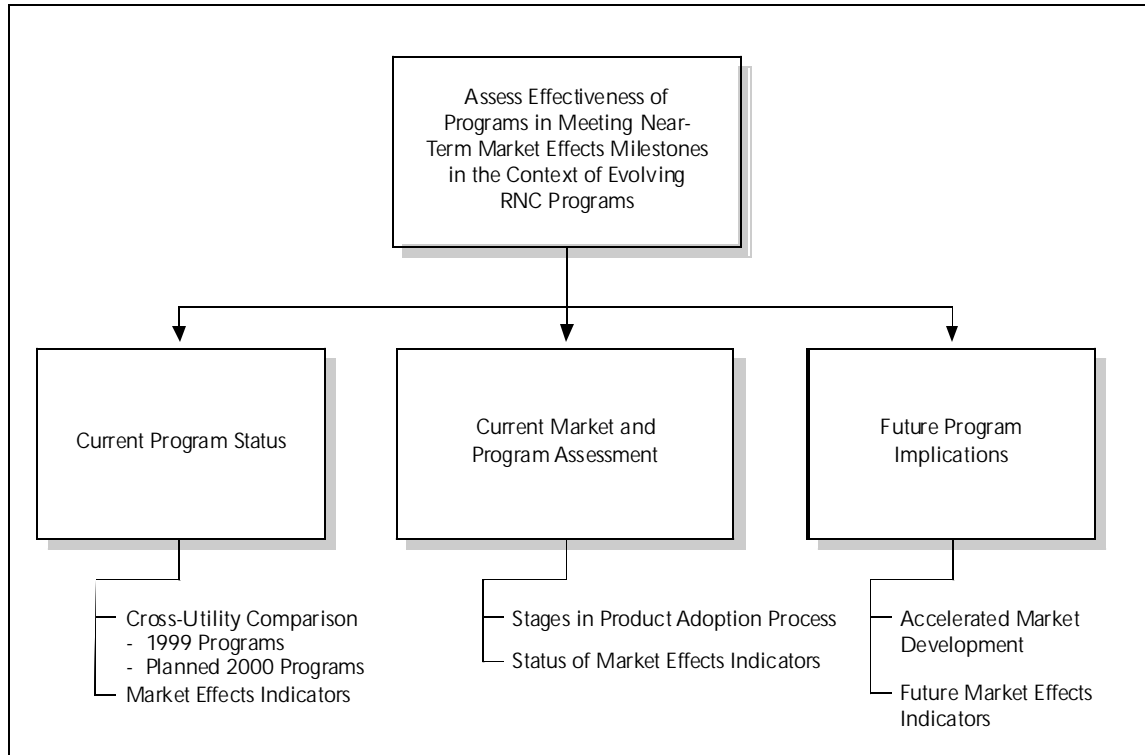 Assess Effectiveness of
Programs in Meeting Near-
Term Market Effects Milestones
in the Context of Evolving
RNC Programs
Current Program Status
Current Market and
Program Assessment
Future Program
Implications
Cross-Utility Comparison
- 1999 Programs
- Planned 2000 Programs
Market Effects Indicators
Stages in Product Adoption Process
Status of Market Effects Indicators
Accelerated Market
Development
Future Market Effects
Indicators